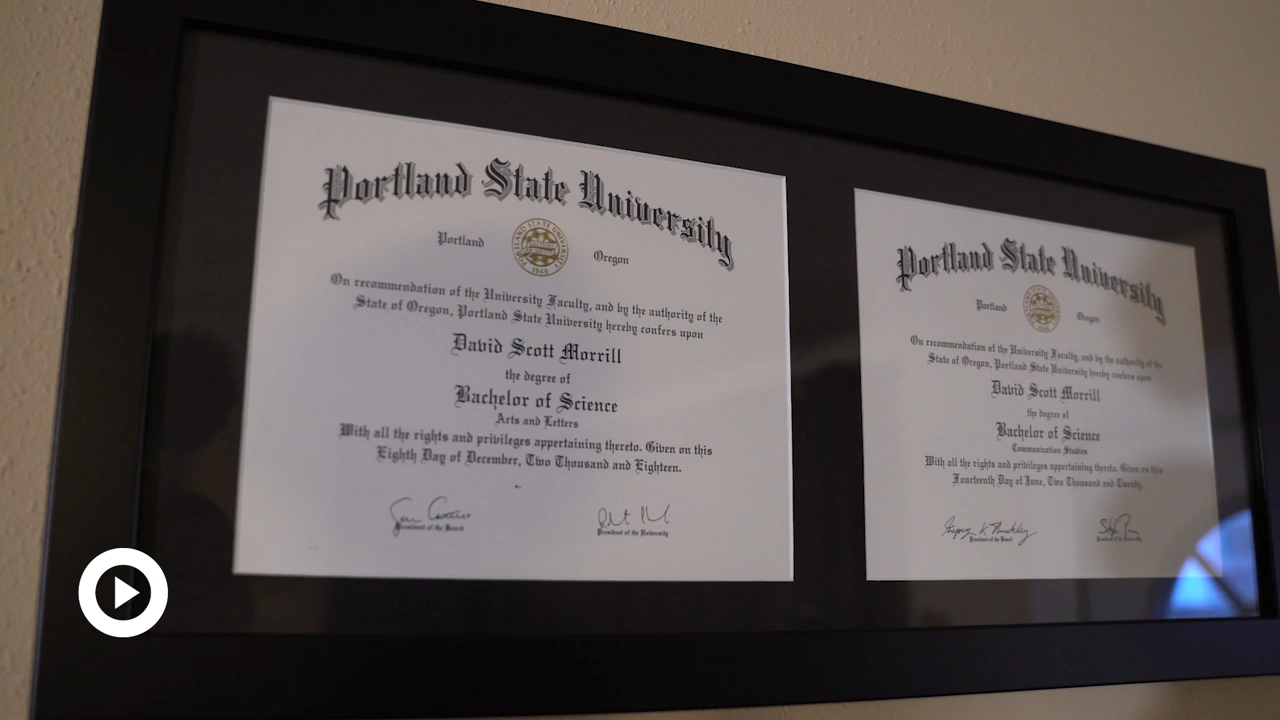 Portland State University
Portland
Oregon
PORTLAND STATE UNIVERSITY
1946
On recommendation of the University Faculty, and by the authority of the
State of Oregon, Portland State University hereby confers upon
David Scott Morrill
the degree of
Bachelor of Science
Arts and Letters
With all the rights and privileges appertaining thereto. Given on this
Eighth Day of December, Two Thousand and Eighteen.
President of the Board
President of the University
Portland State University
Portland
Oregon
On recommendation of the University Faculty, and by the authority of the
State of Oregon, Portland State University hereby confers upon
David Scott Morrill
the degree of
Bachelor of Science
Communication Studies
With all the rights and privileges appertaining thereto. Given on this
Fourteenth Day of June, Two Thousand and Twenty.
President of the Board
President of the University